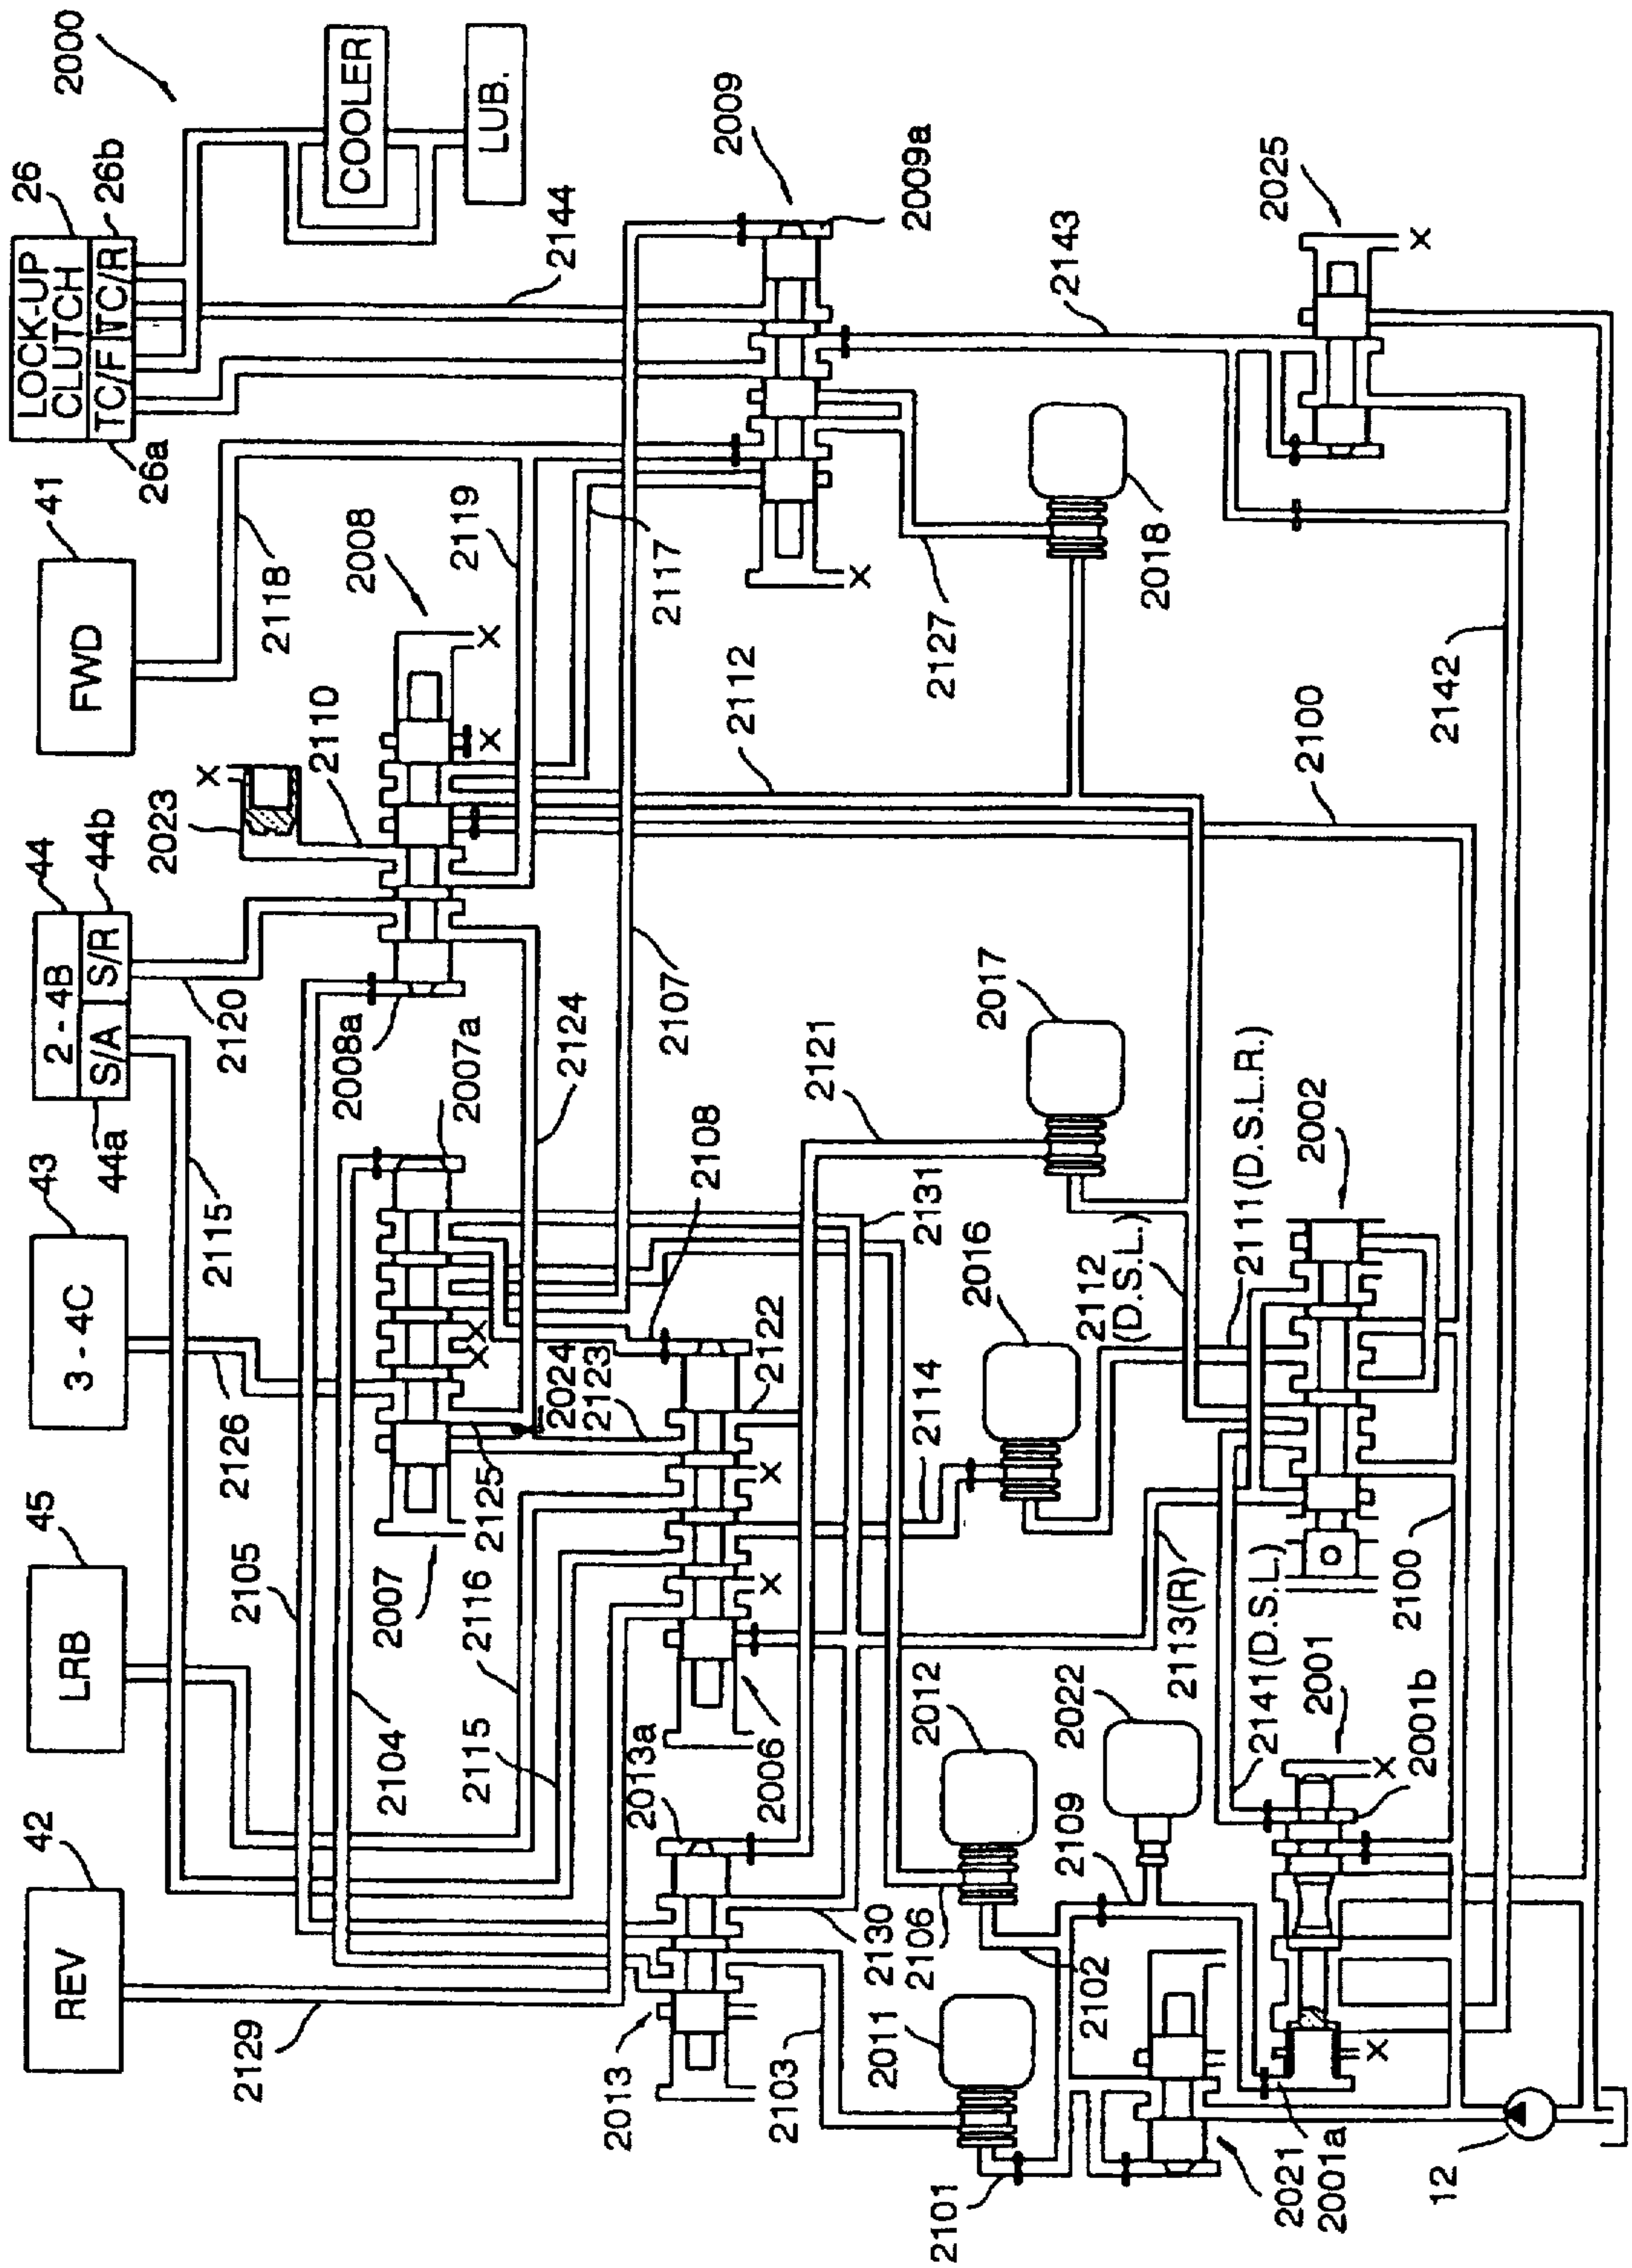 2000
COOLER
LUB.
26
LOCK-UP
CLUTCH
TC/F
TC/R
26b
26a
2144
2009
2009a
2143
2025
X
41
FWD
2118
2119
2008
2117
X
2127
2018
2142
2110
X
X
2112
2100
X
2023
44
2-4B
S/A
S/R
44b
44a
2120
2008a
2007a
2124
2107
2121
2017
2108
2131
2111(D.S.L.R.)
2002
43
3-4C
2115
2126
X
X
2024
2123
2122
2125
X
2114
2016
2112
(D.S.L.)
45
LRB
2105
2007
2116
X
2104
2115
2013a
2006
2012
2022
2113(R)
2141(D.S.L.)
2001
2100
2001b
X
42
REV
2129
2013
2103
2130
2106
2011
2109
2102
2101
2021
2001a
X
12